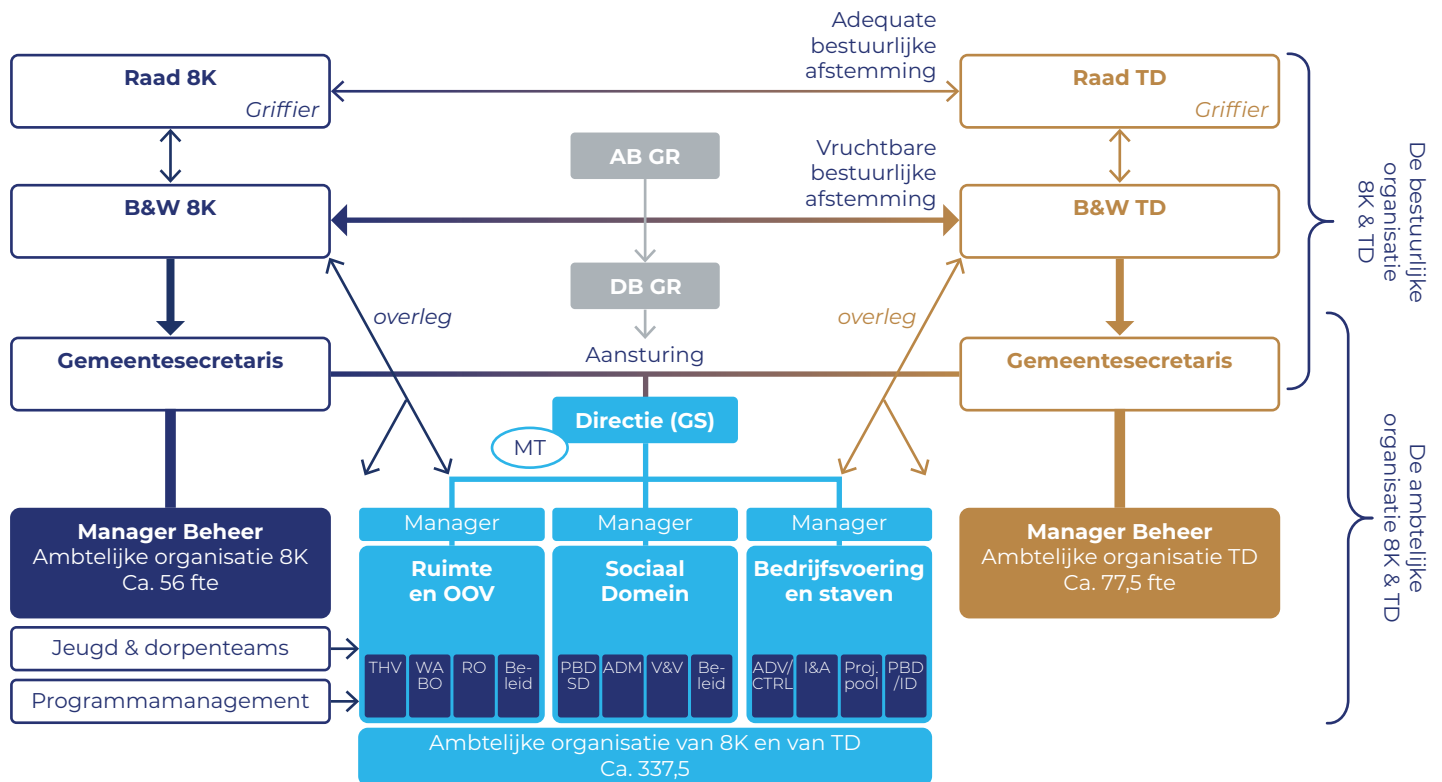 Adequate
bestuurlijke
afstemming
Raad 8K
Griffier
Raad TD
Griffier
AB GR
Vruchtbare
bestuurlijke
afstemming
B&W 8K
B&W TD
De bestuurlijke
organisatie
8K & TD
DB GR
overleg
overleg
Gemeentesecretaris
Aansturing
Gemeentesecretaris
Directie (GS)
MT
De ambtelijke
organisatie 8K & TD
Manager Beheer
Ambtelijke organisatie 8K
Ca. 56 fte
Manager
Manager
Manager
Manager Beheer
Ambtelijke organisatie TD
Ca. 77,5 fte
Ruimte
en OOV
Sociaal
Domein
Bedrijfsvoering
en staven
Jeugd & dorpenteams
Programmamanagement
THV
WA
BO
RO
Be-
leid
PBD
SD
ADM
V&V
Be-
leid
ADV/
CTRL
I&A
Proj.
pool
PBD
/ID
Ambtelijke organisatie van 8K en van TD
Ca. 337,5